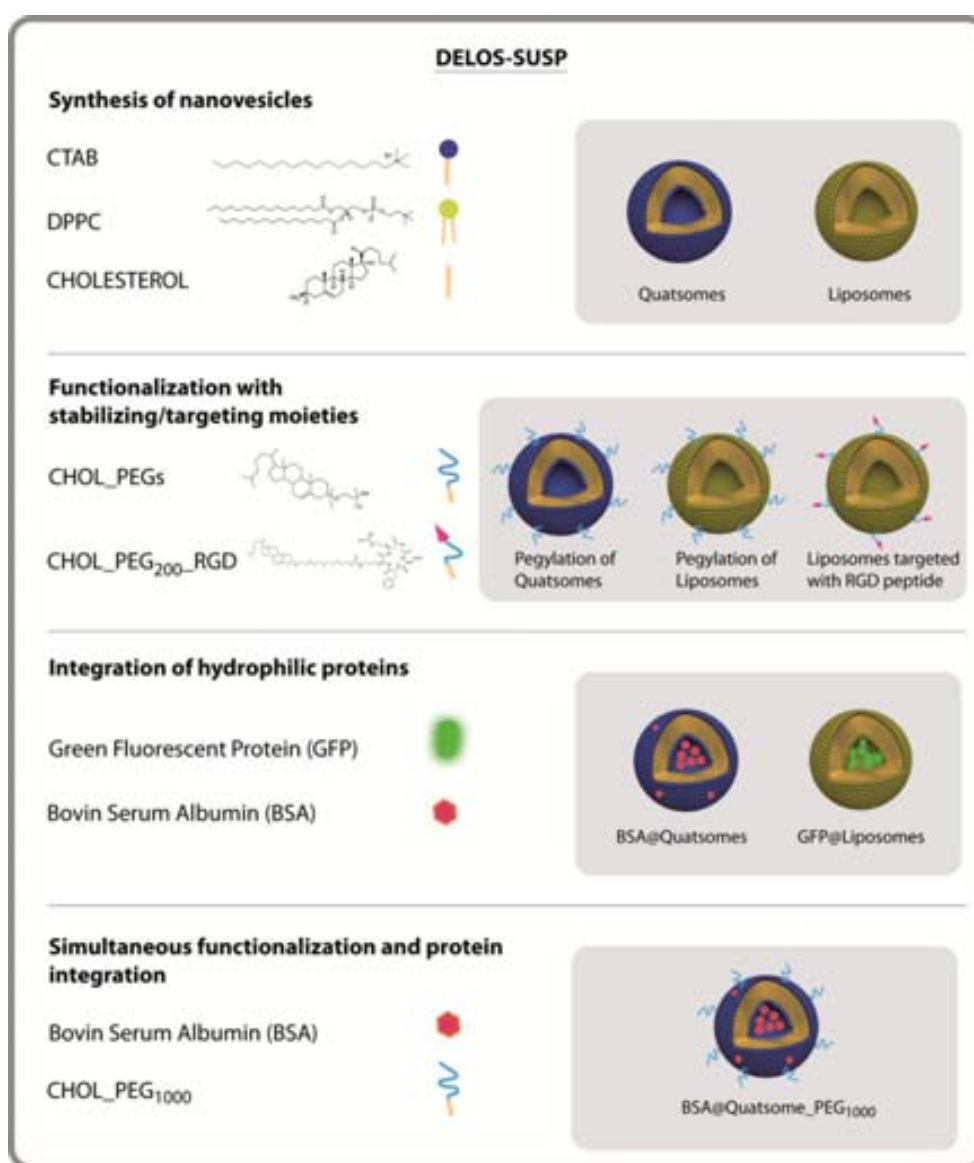 DELOS-SUSP
Synthesis of nanovesicles
CTAB
DPPC
CHOLESTEROL
Quatsomes
Liposomes
Functionalization with
stabilizing/targeting moieties
CHOL_PEGs
CHOL_PEG200_RGD
Pegylation of
Quatsomes
Pegylation of
Liposomes
Liposomes targeted
with RGD peptide
Integration of hydrophilic proteins
Green Fluorescent Protein (GFP)
Bovin Serum Albumin (BSA)
BSA@Quatsomes
GFP@Liposomes
Simultaneous functionalization and protein
integration
Bovin Serum Albumin (BSA)
CHOL_PEG1000
BSA@Quatsome_PEG1000